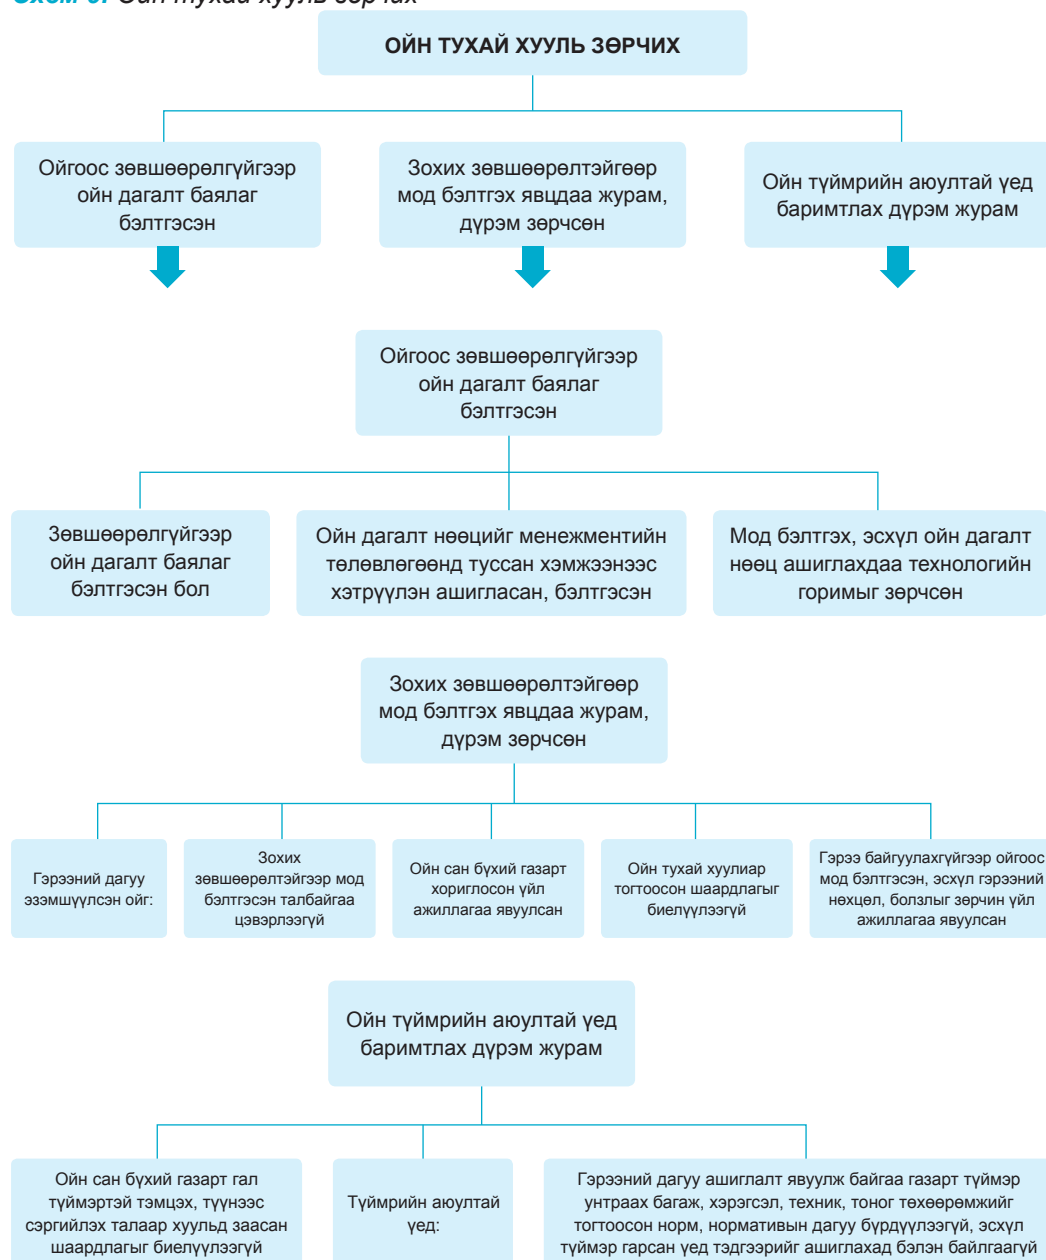 Схем 6. Ойн тухай хууль зөрчих
ОЙН ТУХАЙ ХУУЛЬ ЗӨРЧИХ
Ойгоос зөвшөөрөлгүйгээр
ойн дагалт баялаг
бэлтгэсэн
Зохих зөвшөөрөлтэйгөөр
мод бэлтгэх явцдаа журам,
дүрэм зөрчсөн
Ойн түймрийн аюултай үед
баримтлах дүрэм журам
Ойгоос зөвшөөрөлгүйгээр
ойн дагалт баялаг
бэлтгэсэн
Зөвшөөрөлгүйгээр
ойн дагалт баялаг
бэлтгэсэн бол
Ойн дагалт нөөцийг менежментийн
төлөвлөгөөнд туссан хэмжээнээс
хэтрүүлэн ашигласан, бэлтгэсэн
Мод бэлтгэх, эсхүл ойн дагалт
нөөц ашиглахдаа технологийн
горимыг зөрчсөн
Зохих зөвшөөрөлтэйгөөр
мод бэлтгэх явцдаа журам,
дүрэм зөрчсөн
Гэрээний дагуу
эзэмшүүлсэн ойг:
Зохих
зөвшөөрөлтэйгээр мод
бэлтгэсэн талбайгаа
цэвэрлээгүй
Ойн сан бүхий газарт
хориглосон үйл
ажиллагаа явуулсан
Ойн тухай хуулиар
тогтоосон шаардлагыг
биелүүлээгүй
Гэрээ байгуулахгүйгээр ойгоос
мод бэлтгэсэн, эсхүл гэрээний
нөхцөл, болзлыг зөрчин үйл
ажиллагаа явуулсан
Ойн түймрийн аюултай үед
баримтлах дүрэм журам
Ойн сан бүхий газарт гал
түймэртэй тэмцэх, түүнээс
сэргийлэх талаар хуульд заасан
шаардлагыг биелүүлээгүй
Түймрийн аюултай
үед:
Гэрээний дагуу ашиглалт явуулж байгаа газарт түймэр
унтраах багаж, хэрэгсэл, техник, тоног төхөөрөмжийг
тогтоосон норм, нормативын дагуу бүрдүүлээгүй, эсхүл
түймэр гарсан үед тэдгээрийг ашиглахад бэлэн байлгаагүй